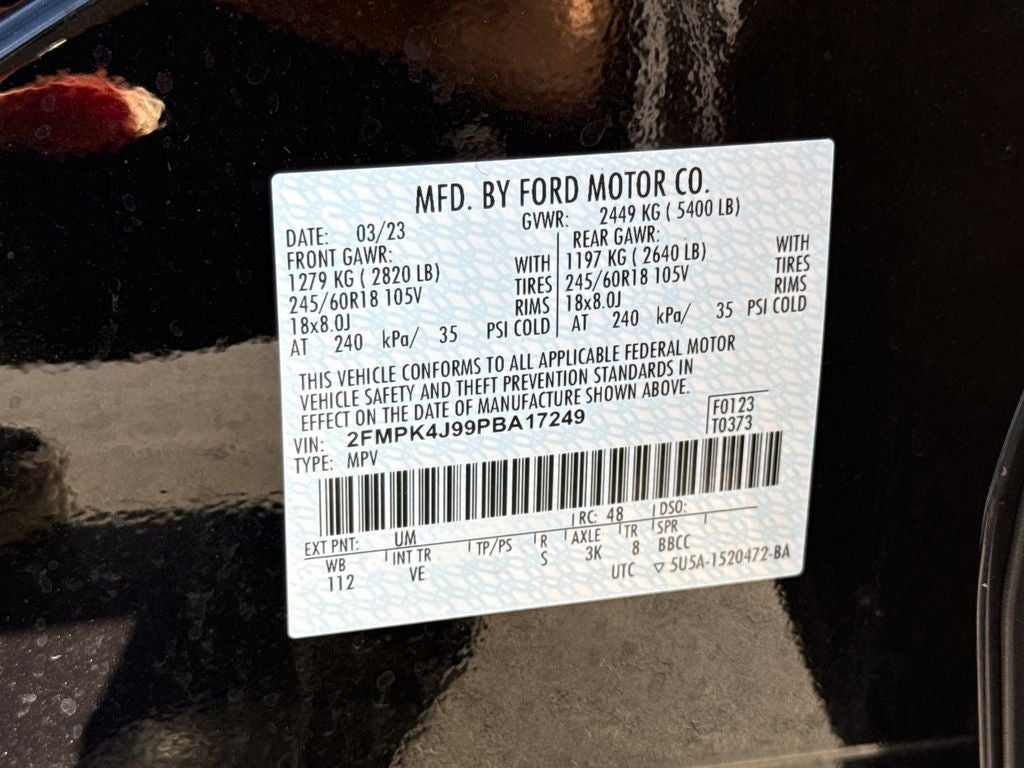 MFD. BY FORD MOTOR CO.
DATE: 03/23
GVWR: 2449 KG ( 5400 LB)
FRONT GAWR:
1279 KG ( 2820 LB) WITH
245/60R18 105V TIRES
18x8.0J RIMS
AT 240 kPa/ 35 PSI COLD
REAR GAWR:
1197 KG ( 2640 LB) WITH
245/60R18 105V TIRES
18x8.0J RIMS
AT 240 kPa/ 35 PSI COLD
THIS VEHICLE CONFORMS TO ALL APPLICABLE FEDERAL MOTOR
VEHICLE SAFETY AND THEFT PREVENTION STANDARDS IN
EFFECT ON THE DATE OF MANUFACTURE SHOWN ABOVE.
VIN: 2FMPK4J99PBA17249
TYPE: MPV
F0123
T0373
EXT PNT: UM RC: 48 DSO:
WB INT TR TP/PS R AXLE TR SPR
112 VE S 3K 8 BBCC
UTC ▽ 5U5A-1520472-BA